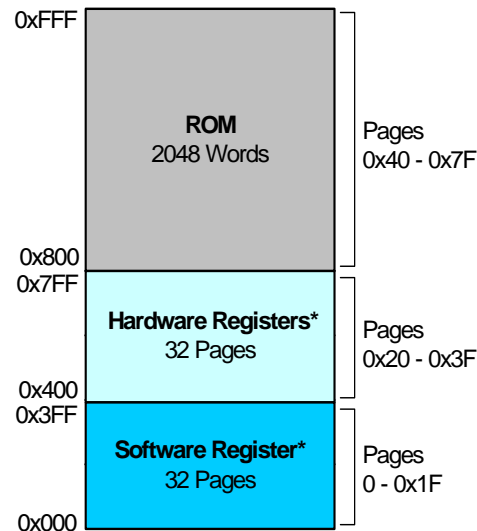 0xFFF
ROM
2048 Words
Pages
0x40 - 0x7F
0x800
0x7FF
Hardware Registers*
32 Pages
Pages
0x20 - 0x3F
0x400
0x3FF
Software Register*
32 Pages
Pages
0 - 0x1F
0x000